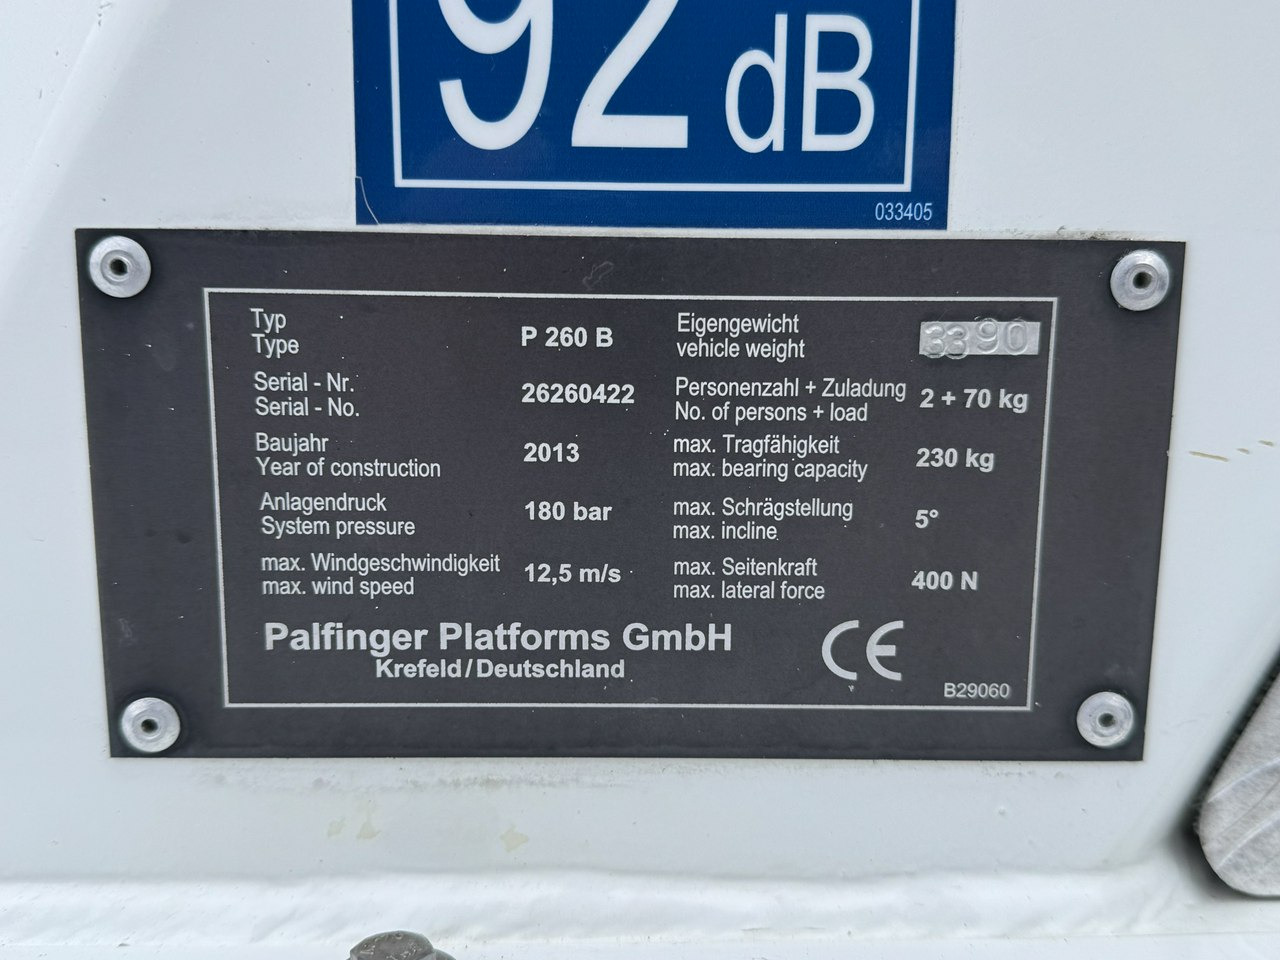 92 dB
033405
Typ
Type
P 260 B
Serial - Nr.
Serial - No.
26260422
Baujahr
Year of construction
2013
Anlagendruck
System pressure
180 bar
max. Windgeschwindigkeit
max. wind speed
12,5 m/s
Eigengewicht
vehicle weight
3390
Personenzahl + Zuladung
No. of persons + load
2 + 70 kg
max. Tragfähigkeit
max. bearing capacity
230 kg
max. Schrägstellung
max. incline
5°
max. Seitenkraft
max. lateral force
400 N
Palfinger Platforms GmbH
Krefeld/Deutschland
CE
B29060